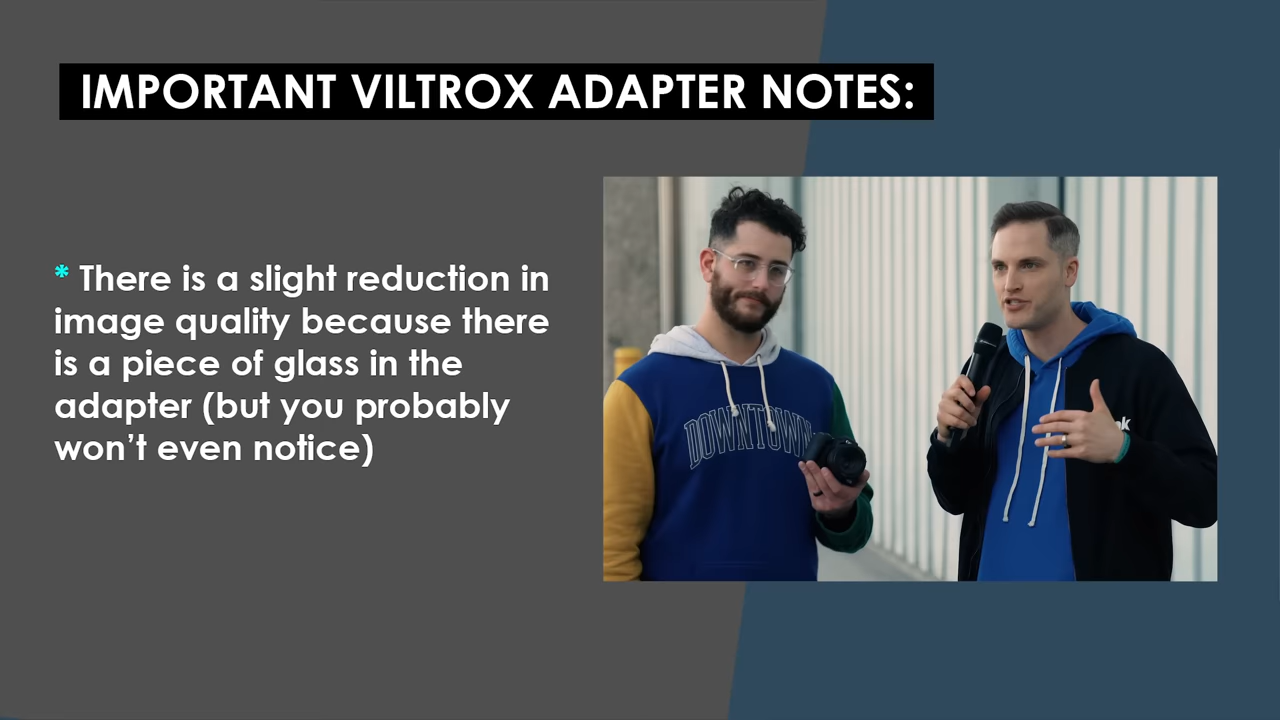 IMPORTANT VILTROX ADAPTER NOTES:
* There is a slight reduction in
image quality because there
is a piece of glass in the
adapter (but you probably
won’t even notice)
DOWNTOWN